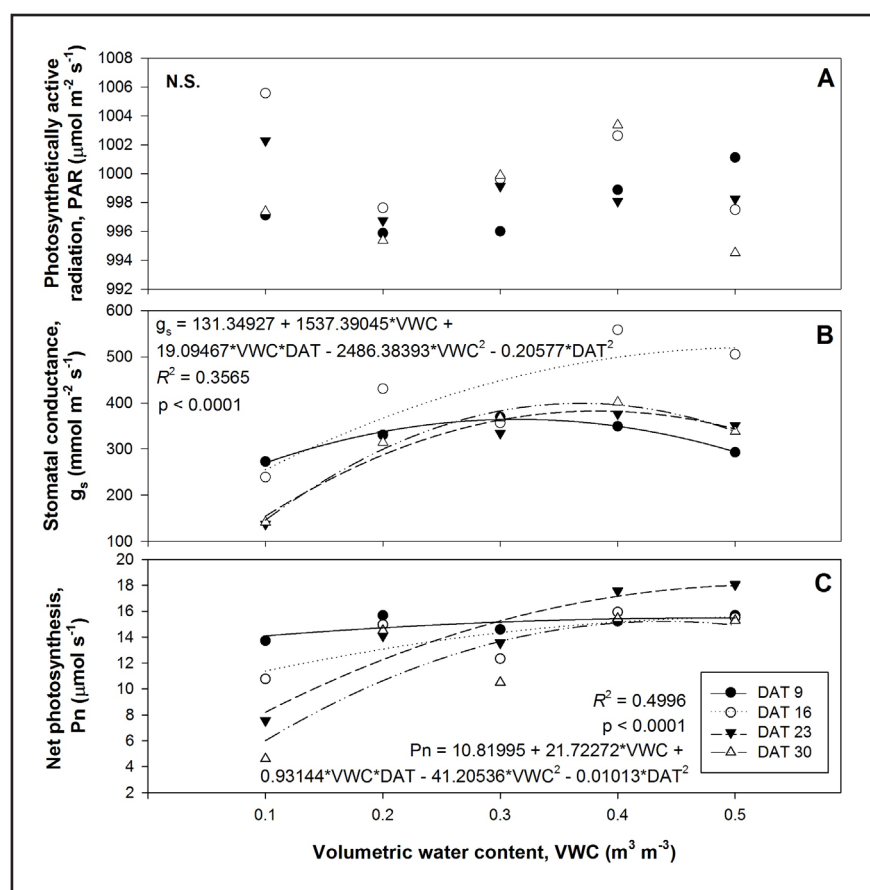 Photosynthetically active
radiation, PAR (μmol m⁻² s⁻¹)
1008
1006
1004
1002
1000
998
996
994
992
N.S.
A
Stomatal conductance,
gₛ (mmol m⁻² s⁻¹)
600
500
400
300
200
100
gₛ = 131.34927 + 1537.39045*VWC +
19.09467*VWC*DAT - 2486.38393*VWC² - 0.20577*DAT²
R² = 0.3565
p < 0.0001
B
Net photosynthesis,
Pn (μmol s⁻¹)
20
18
16
14
12
10
8
6
4
2
C
R² = 0.4996
p < 0.0001
Pn = 10.81995 + 21.72272*VWC +
0.93144*VWC*DAT - 41.20536*VWC² - 0.01013*DAT²
DAT 9
DAT 16
DAT 23
DAT 30
0.1 0.2 0.3 0.4 0.5
Volumetric water content, VWC (m³ m⁻³)